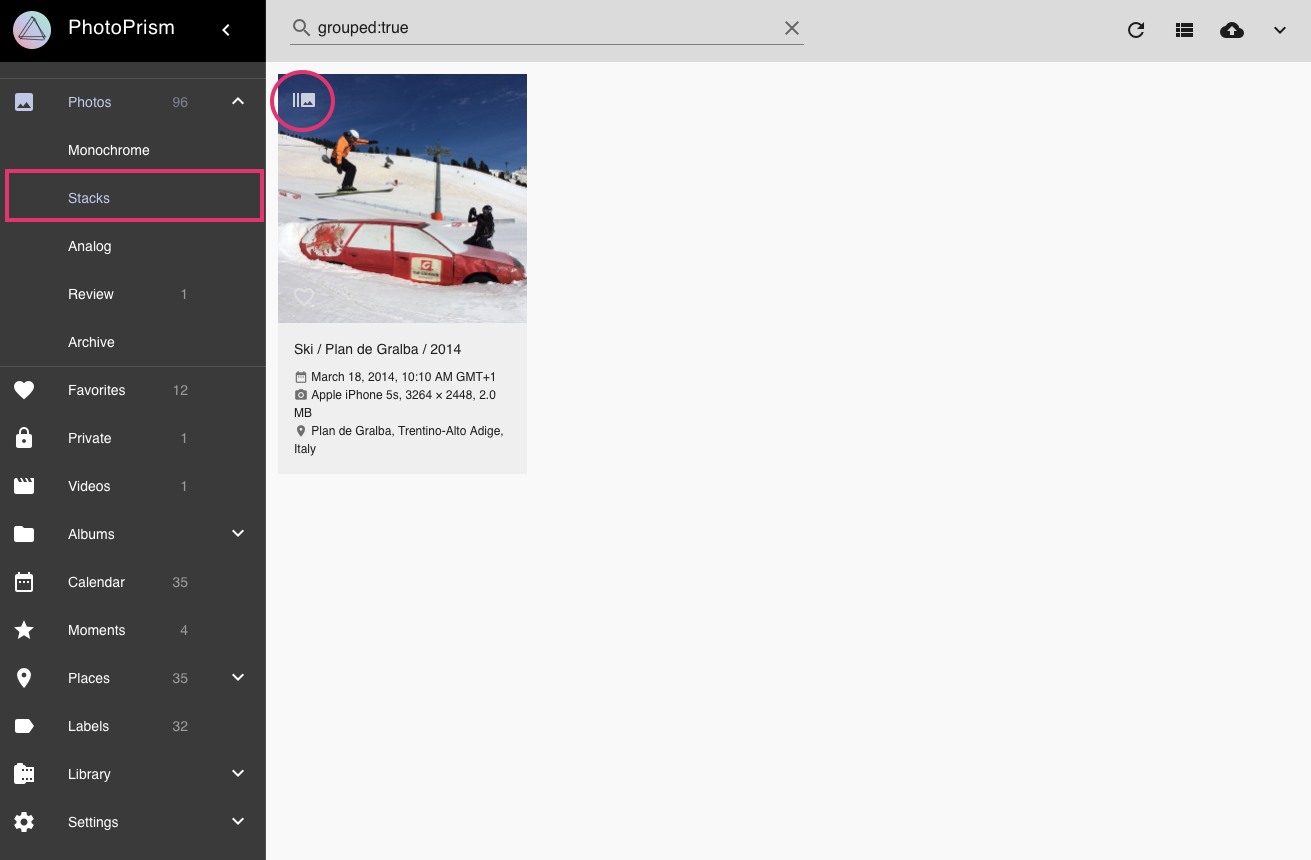 PhotoPrism
grouped:true
Photos 96
Monochrome
Stacks
Analog
Review 1
Archive
Favorites 12
Private 1
Videos 1
Albums
Calendar 35
Moments 4
Places 35
Labels 32
Library
Settings
Ski / Plan de Gralba / 2014
March 18, 2014, 10:10 AM GMT+1
Apple iPhone 5s, 3264 × 2448, 2.0
MB
Plan de Gralba, Trentino-Alto Adige,
Italy